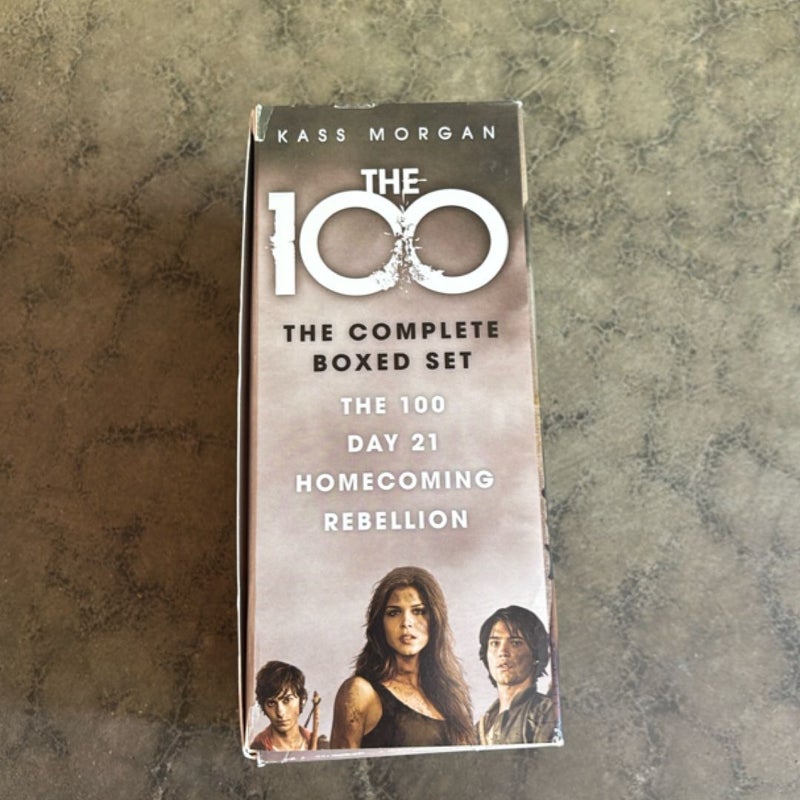 KASS MORGAN
THE
100
THE COMPLETE
BOXED SET
THE 100
DAY 21
HOMECOMING
REBELLION